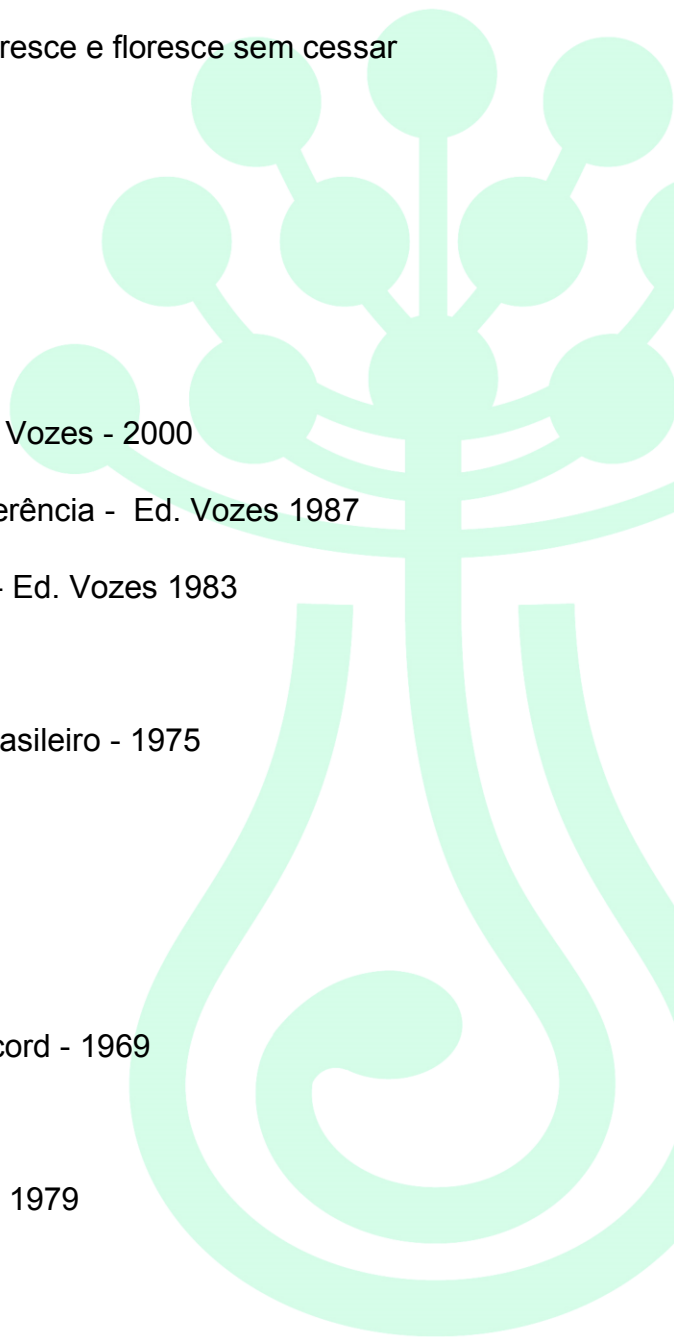 resce e floresce sem cessar
Vozes - 2000
erência - Ed. Vozes 1987
- Ed. Vozes 1983
asileiro - 1975
cord - 1969
1979